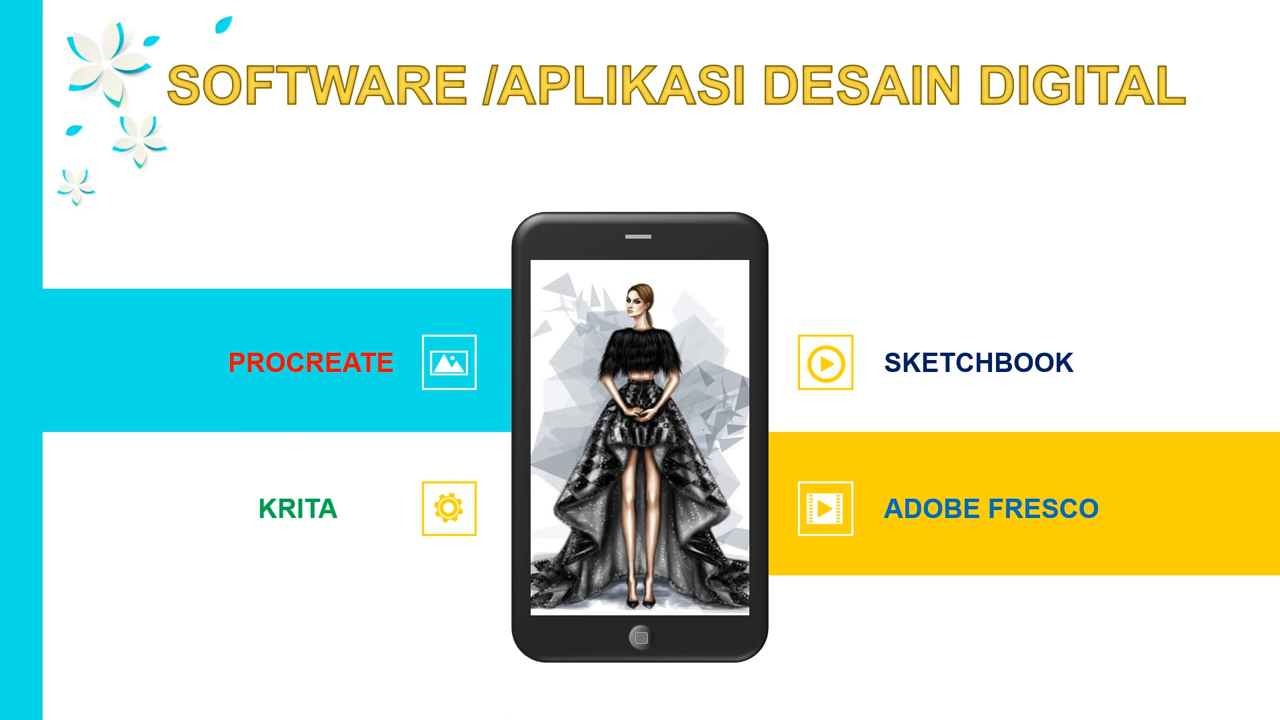 SOFTWARE /APLIKASI DESAIN DIGITAL
PROCREATE
SKETCHBOOK
KRITA
ADOBE FRESCO